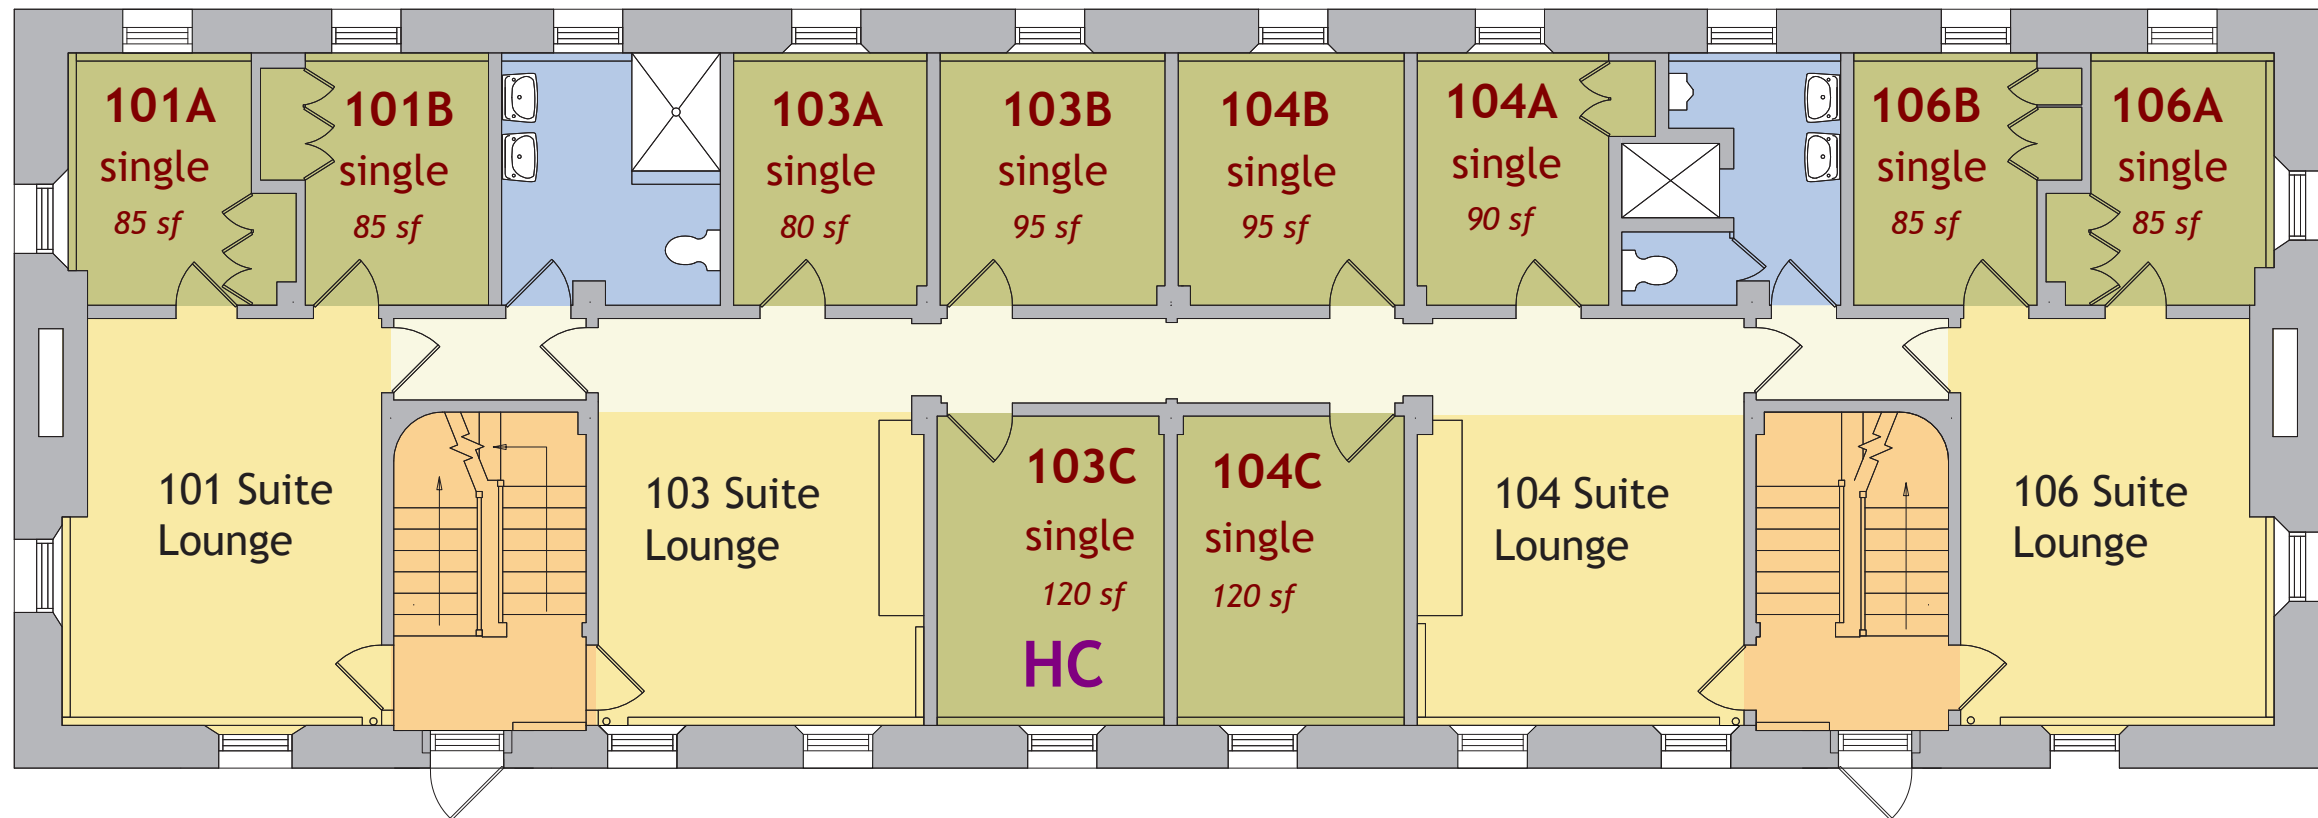 101A
single
85 sf
101B
single
85 sf
103A
single
80 sf
103B
single
95 sf
104B
single
95 sf
104A
single
90 sf
106B
single
85 sf
106A
single
85 sf
101 Suite
Lounge
103 Suite
Lounge
103C
single
120 sf
HC
104C
single
120 sf
104 Suite
Lounge
106 Suite
Lounge